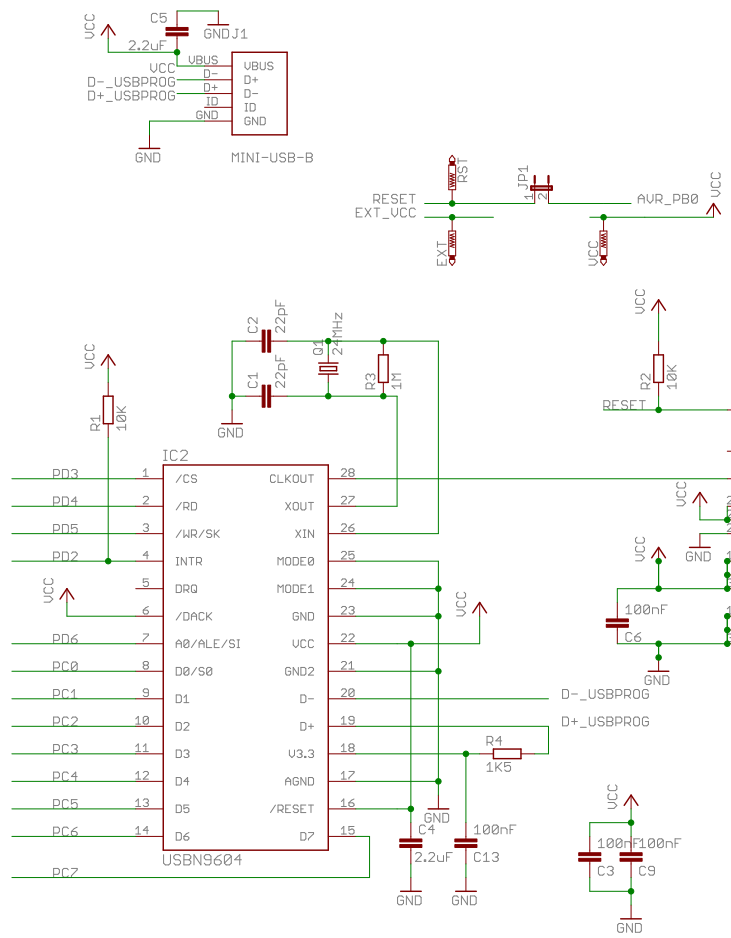 C5
VCC
GND
J1
2.2uF
VBUS
VBUS
VCC
D-
D+
D-_USBPROG
D+
D-
D+_USBPROG
ID
ID
GND
GND
GND
MINI-USB-B
RST
JP1
VCC
RESET
1
2
AVR_PB0
EXT_VCC
EXT
VCC
C2
22pF
Q1
24MHz
VCC
VCC
C1
22pF
R3
1M
R2
10K
R1
10K
RESET
GND
IC2
PD3
1
/CS
CLKOUT
28
PD4
2
/RD
XOUT
27
VCC
PD5
3
/WR/SK
XIN
26
PD2
4
INTR
MODE0
25
VCC
GND
5
DRQ
MODE1
24
VCC
6
/DACK
GND
23
VCC
100nF
C6
PD6
7
A0/ALE/SI
VCC
22
PC0
8
D0/S0
GND2
21
GND
PC1
9
D1
D-
20
D-_USBPROG
PC2
10
D2
D+
19
D+_USBPROG
PC3
11
D3
V3.3
18
R4
1K5
PC4
12
D4
AGND
17
PC5
13
D5
/RESET
16
GND
VCC
PC6
14
D6
D7
15
C4
2.2uF
100nF
C13
100nF
C3
100nF
C9
USBN9604
PC7
GND
GND
GND